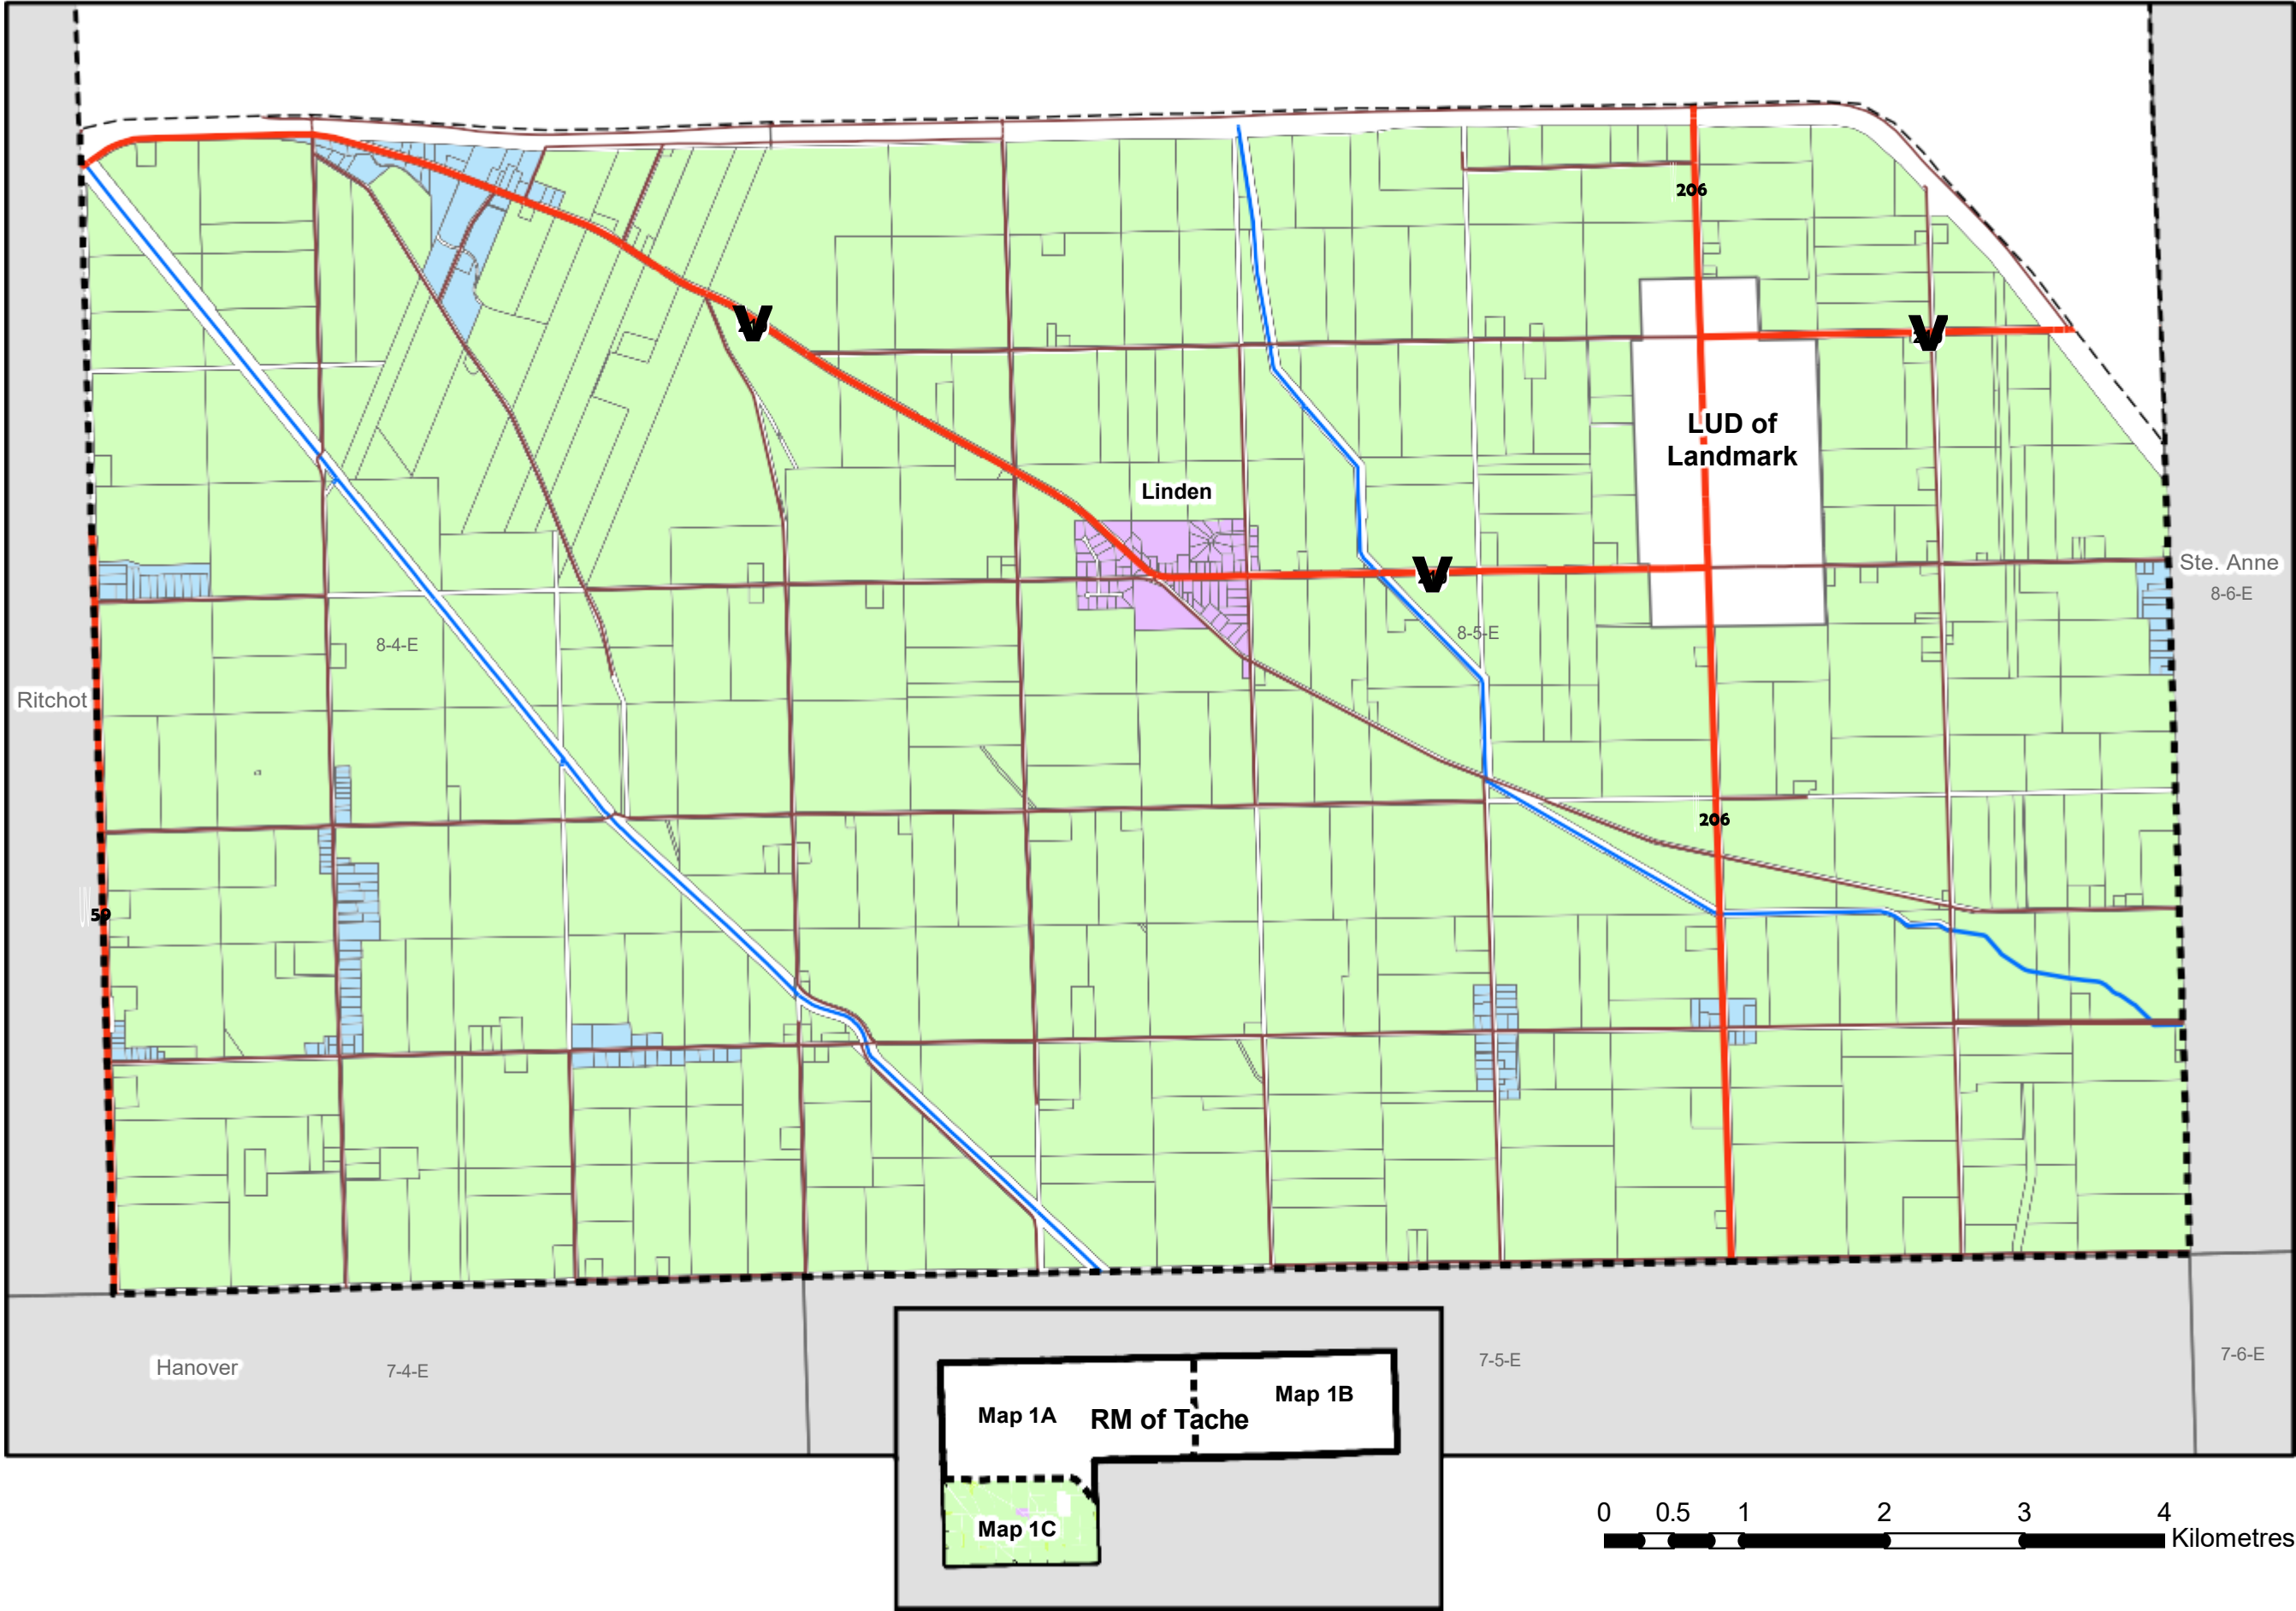 206
LUD of
Landmark
Linden
Ste. Anne
8-6-E
8-5-E
8-4-E
Ritchot
206
59
Hanover
7-4-E
7-5-E
7-6-E
Map 1A
RM of Tache
Map 1B
Map 1C
0 0.5 1 2 3 4
Kilometres